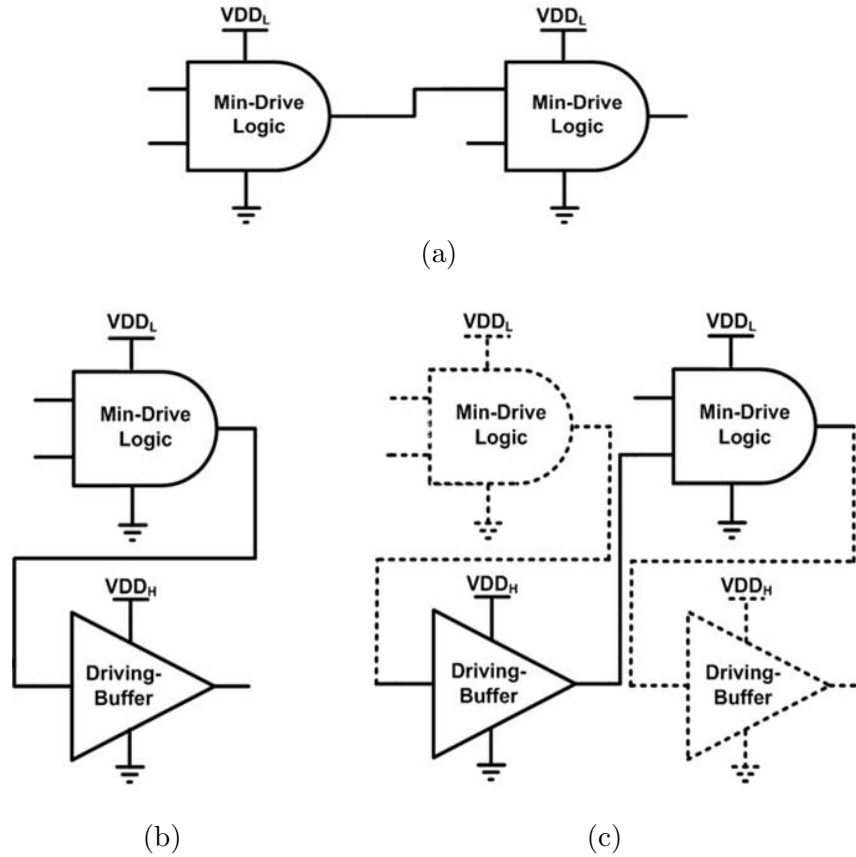 VDDL VDDL
Min-Drive Logic Min-Drive Logic
(a)
VDDL VDDL VDDL
Min-Drive Logic Min-Drive Logic Min-Drive Logic
VDDH VDDH VDDH
Driving-Buffer Driving-Buffer Driving-Buffer
(b) (c)